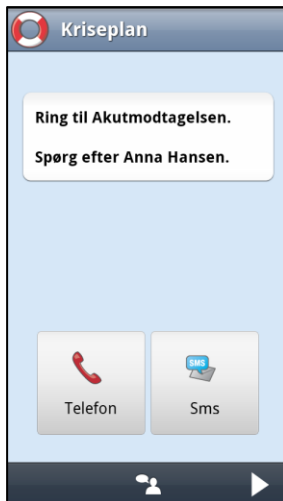 Kriseplan
Ring til Akutmodtagelsen.
Spørg efter Anna Hansen.
SMS
Telefon
Sms